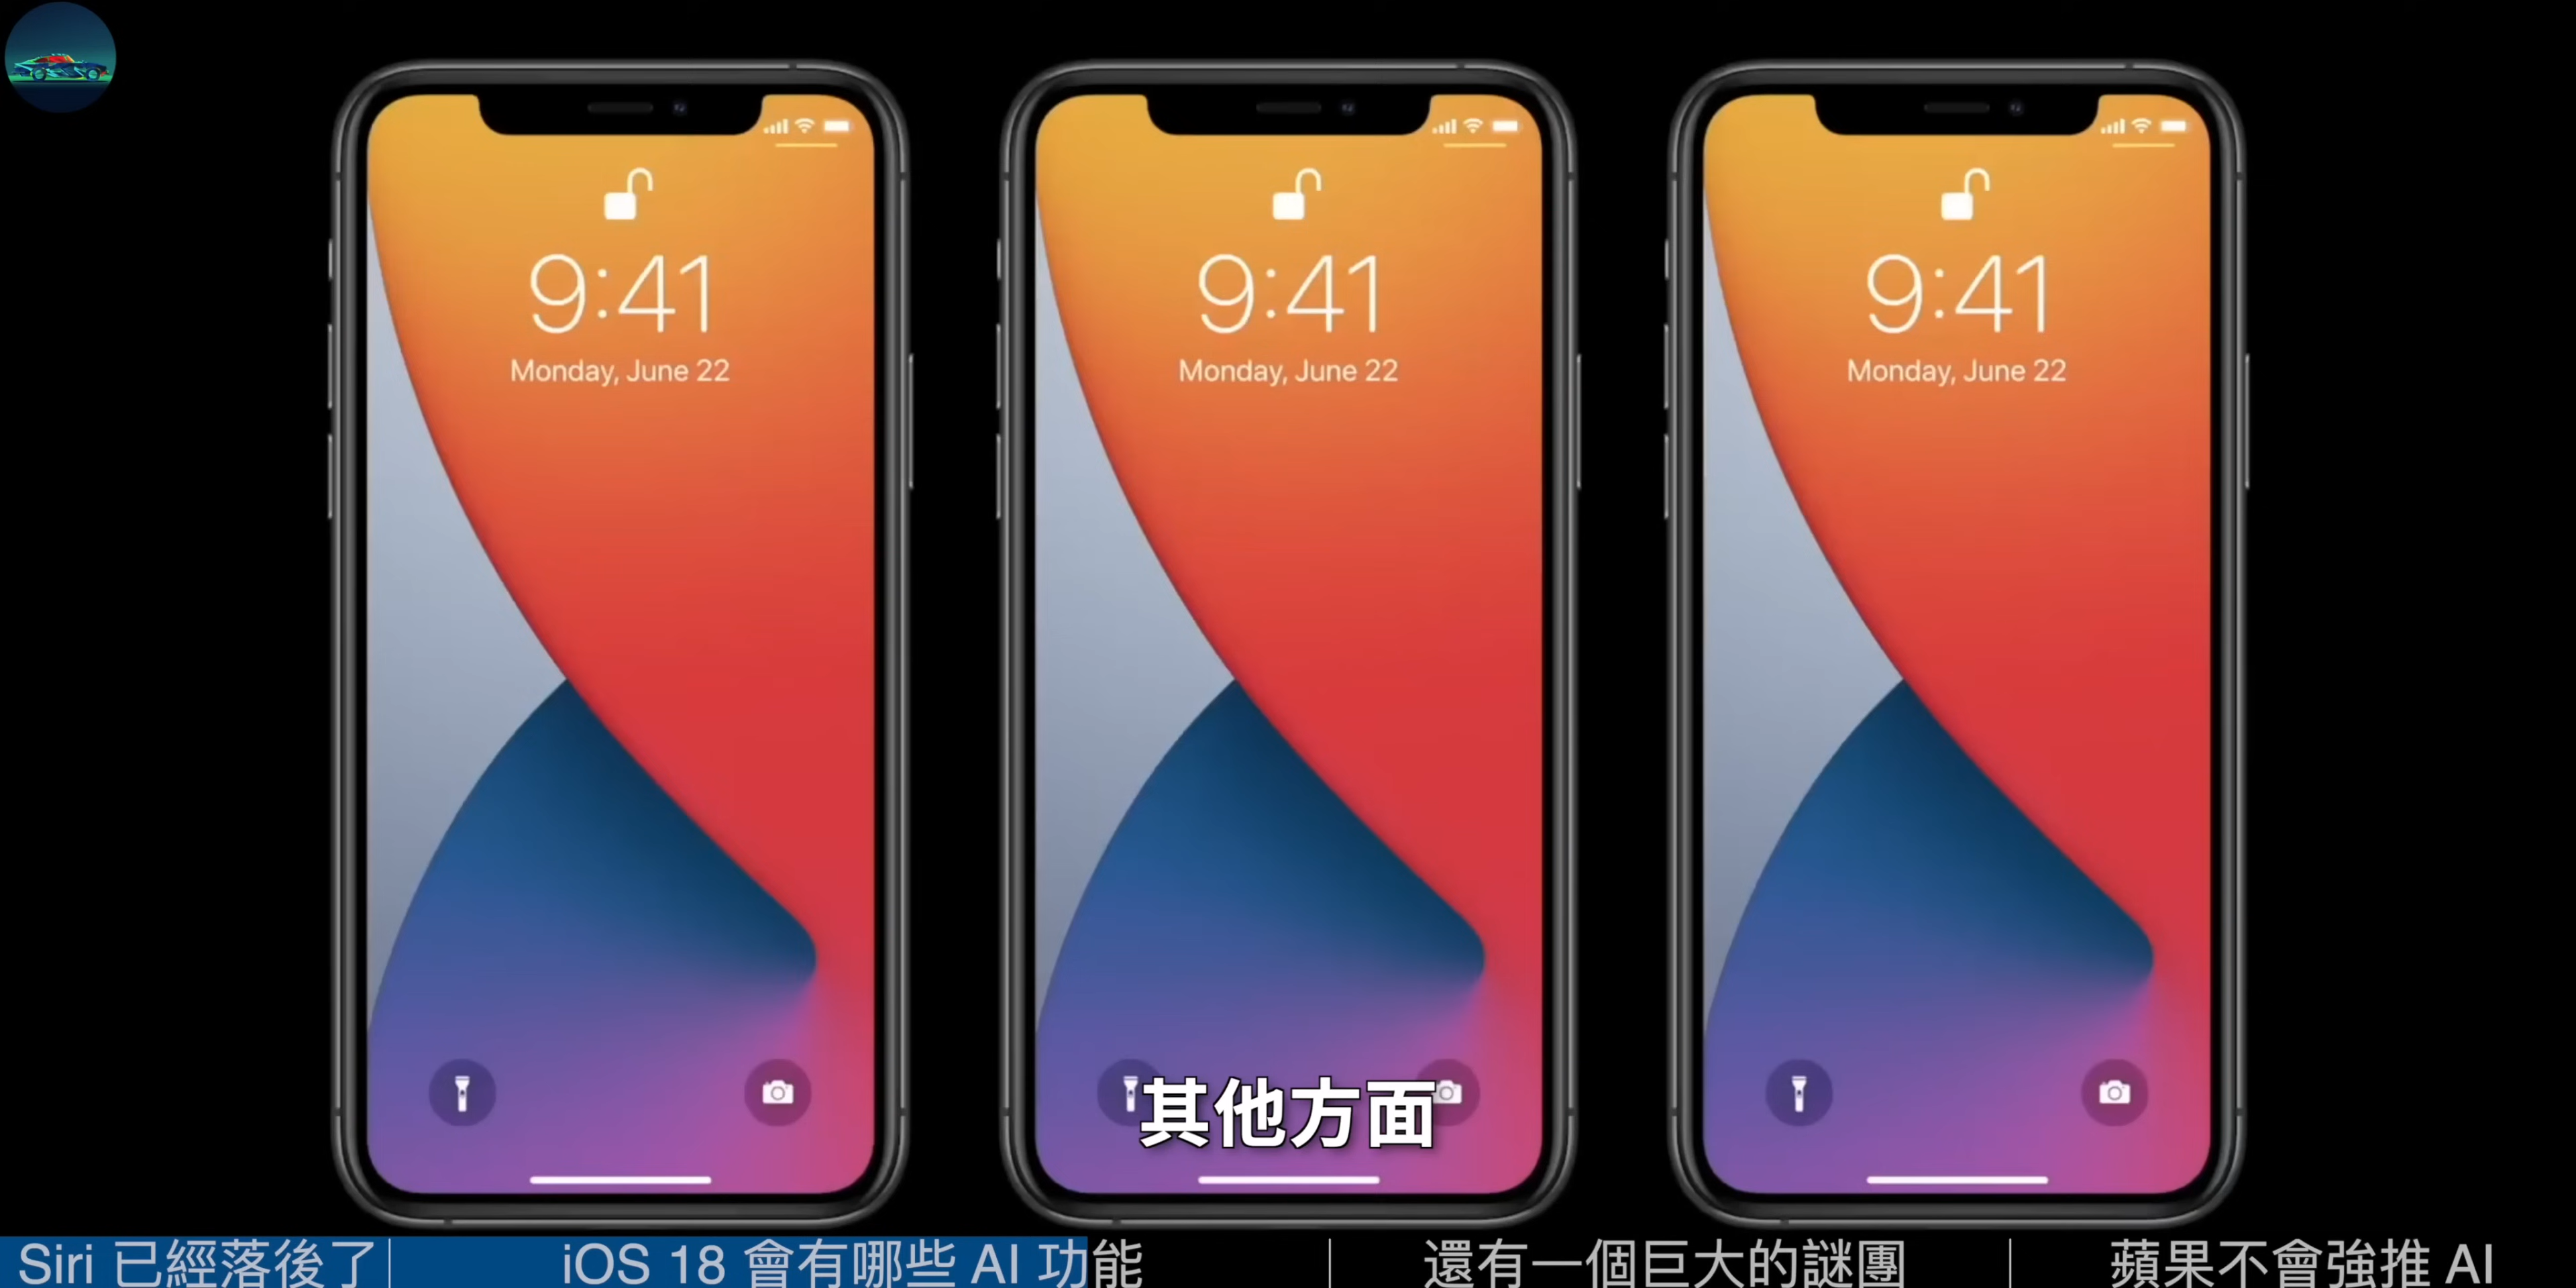 9:41
Monday, June 22
9:41
Monday, June 22
9:41
Monday, June 22
其他方面
Siri 已經落後了
iOS 18 會有哪些 AI 功能
還有一個巨大的謎團
蘋果不會強推 AI